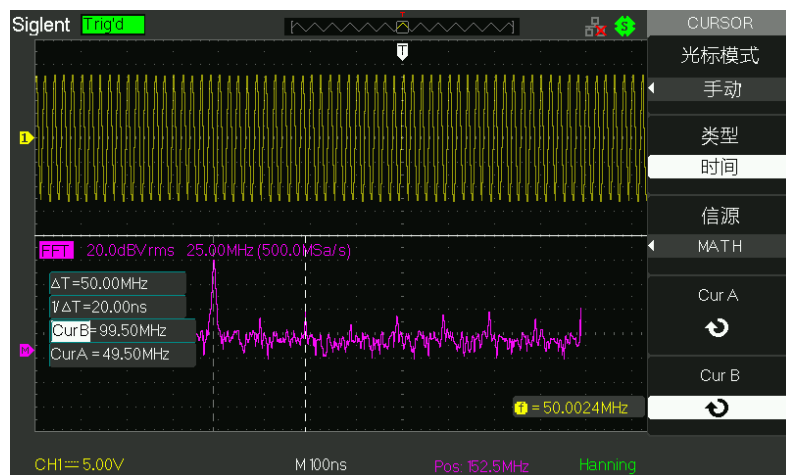 Siglent Trig'd
CURSOR
光标模式
手动
类型
时间
信源
MATH
Cur A
Cur B
T
1
FFT 20.0dBVrms 25.00MHz (500.0MSa/s)
△T=50.00MHz
1/△T=20.00ns
CurB=99.50MHz
CurA=49.50MHz
M
f = 50.0024MHz
CH1 5.00V M 100ns Pos: 152.5MHz Hanning